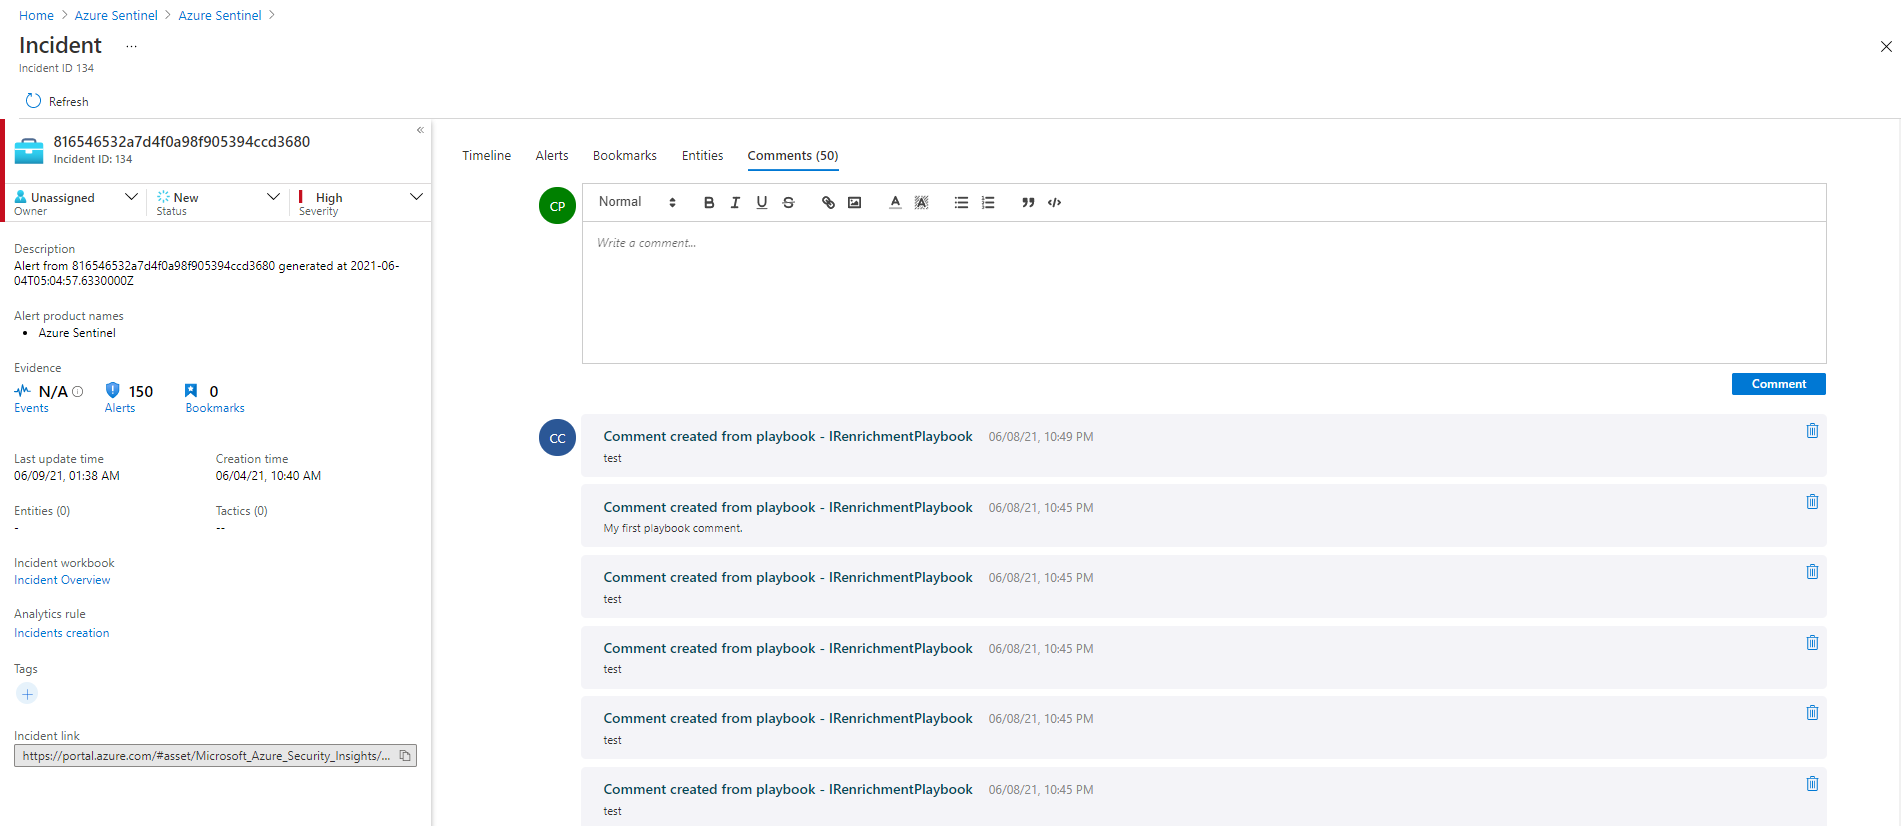 Home > Azure Sentinel > Azure Sentinel >
Incident ...
Incident ID 134
Refresh
816546532a7d4f0a98f905394ccd3680
Incident ID: 134
Unassigned
Owner
New
Status
High
Severity
Description
Alert from 816546532a7d4f0a98f905394ccd3680 generated at 2021-06-
04T05:04:57.6330000Z
Alert product names
• Azure Sentinel
Evidence
N/A
Events
150
Alerts
0
Bookmarks
Last update time
06/09/21, 01:38 AM
Creation time
06/04/21, 10:40 AM
Entities (0)
-
Tactics (0)
--
Incident workbook
Incident Overview
Analytics rule
Incidents creation
Tags
Incident link
https://portal.azure.com/#asset/Microsoft_Azure_Security_Insights/...
Timeline Alerts Bookmarks Entities Comments (50)
CP
Normal
Write a comment...
Comment
CC
Comment created from playbook - IRenrichmentPlaybook 06/08/21, 10:49 PM
test
Comment created from playbook - IRenrichmentPlaybook 06/08/21, 10:45 PM
My first playbook comment.
Comment created from playbook - IRenrichmentPlaybook 06/08/21, 10:45 PM
test
Comment created from playbook - IRenrichmentPlaybook 06/08/21, 10:45 PM
test
Comment created from playbook - IRenrichmentPlaybook 06/08/21, 10:45 PM
test
Comment created from playbook - IRenrichmentPlaybook 06/08/21, 10:45 PM
test